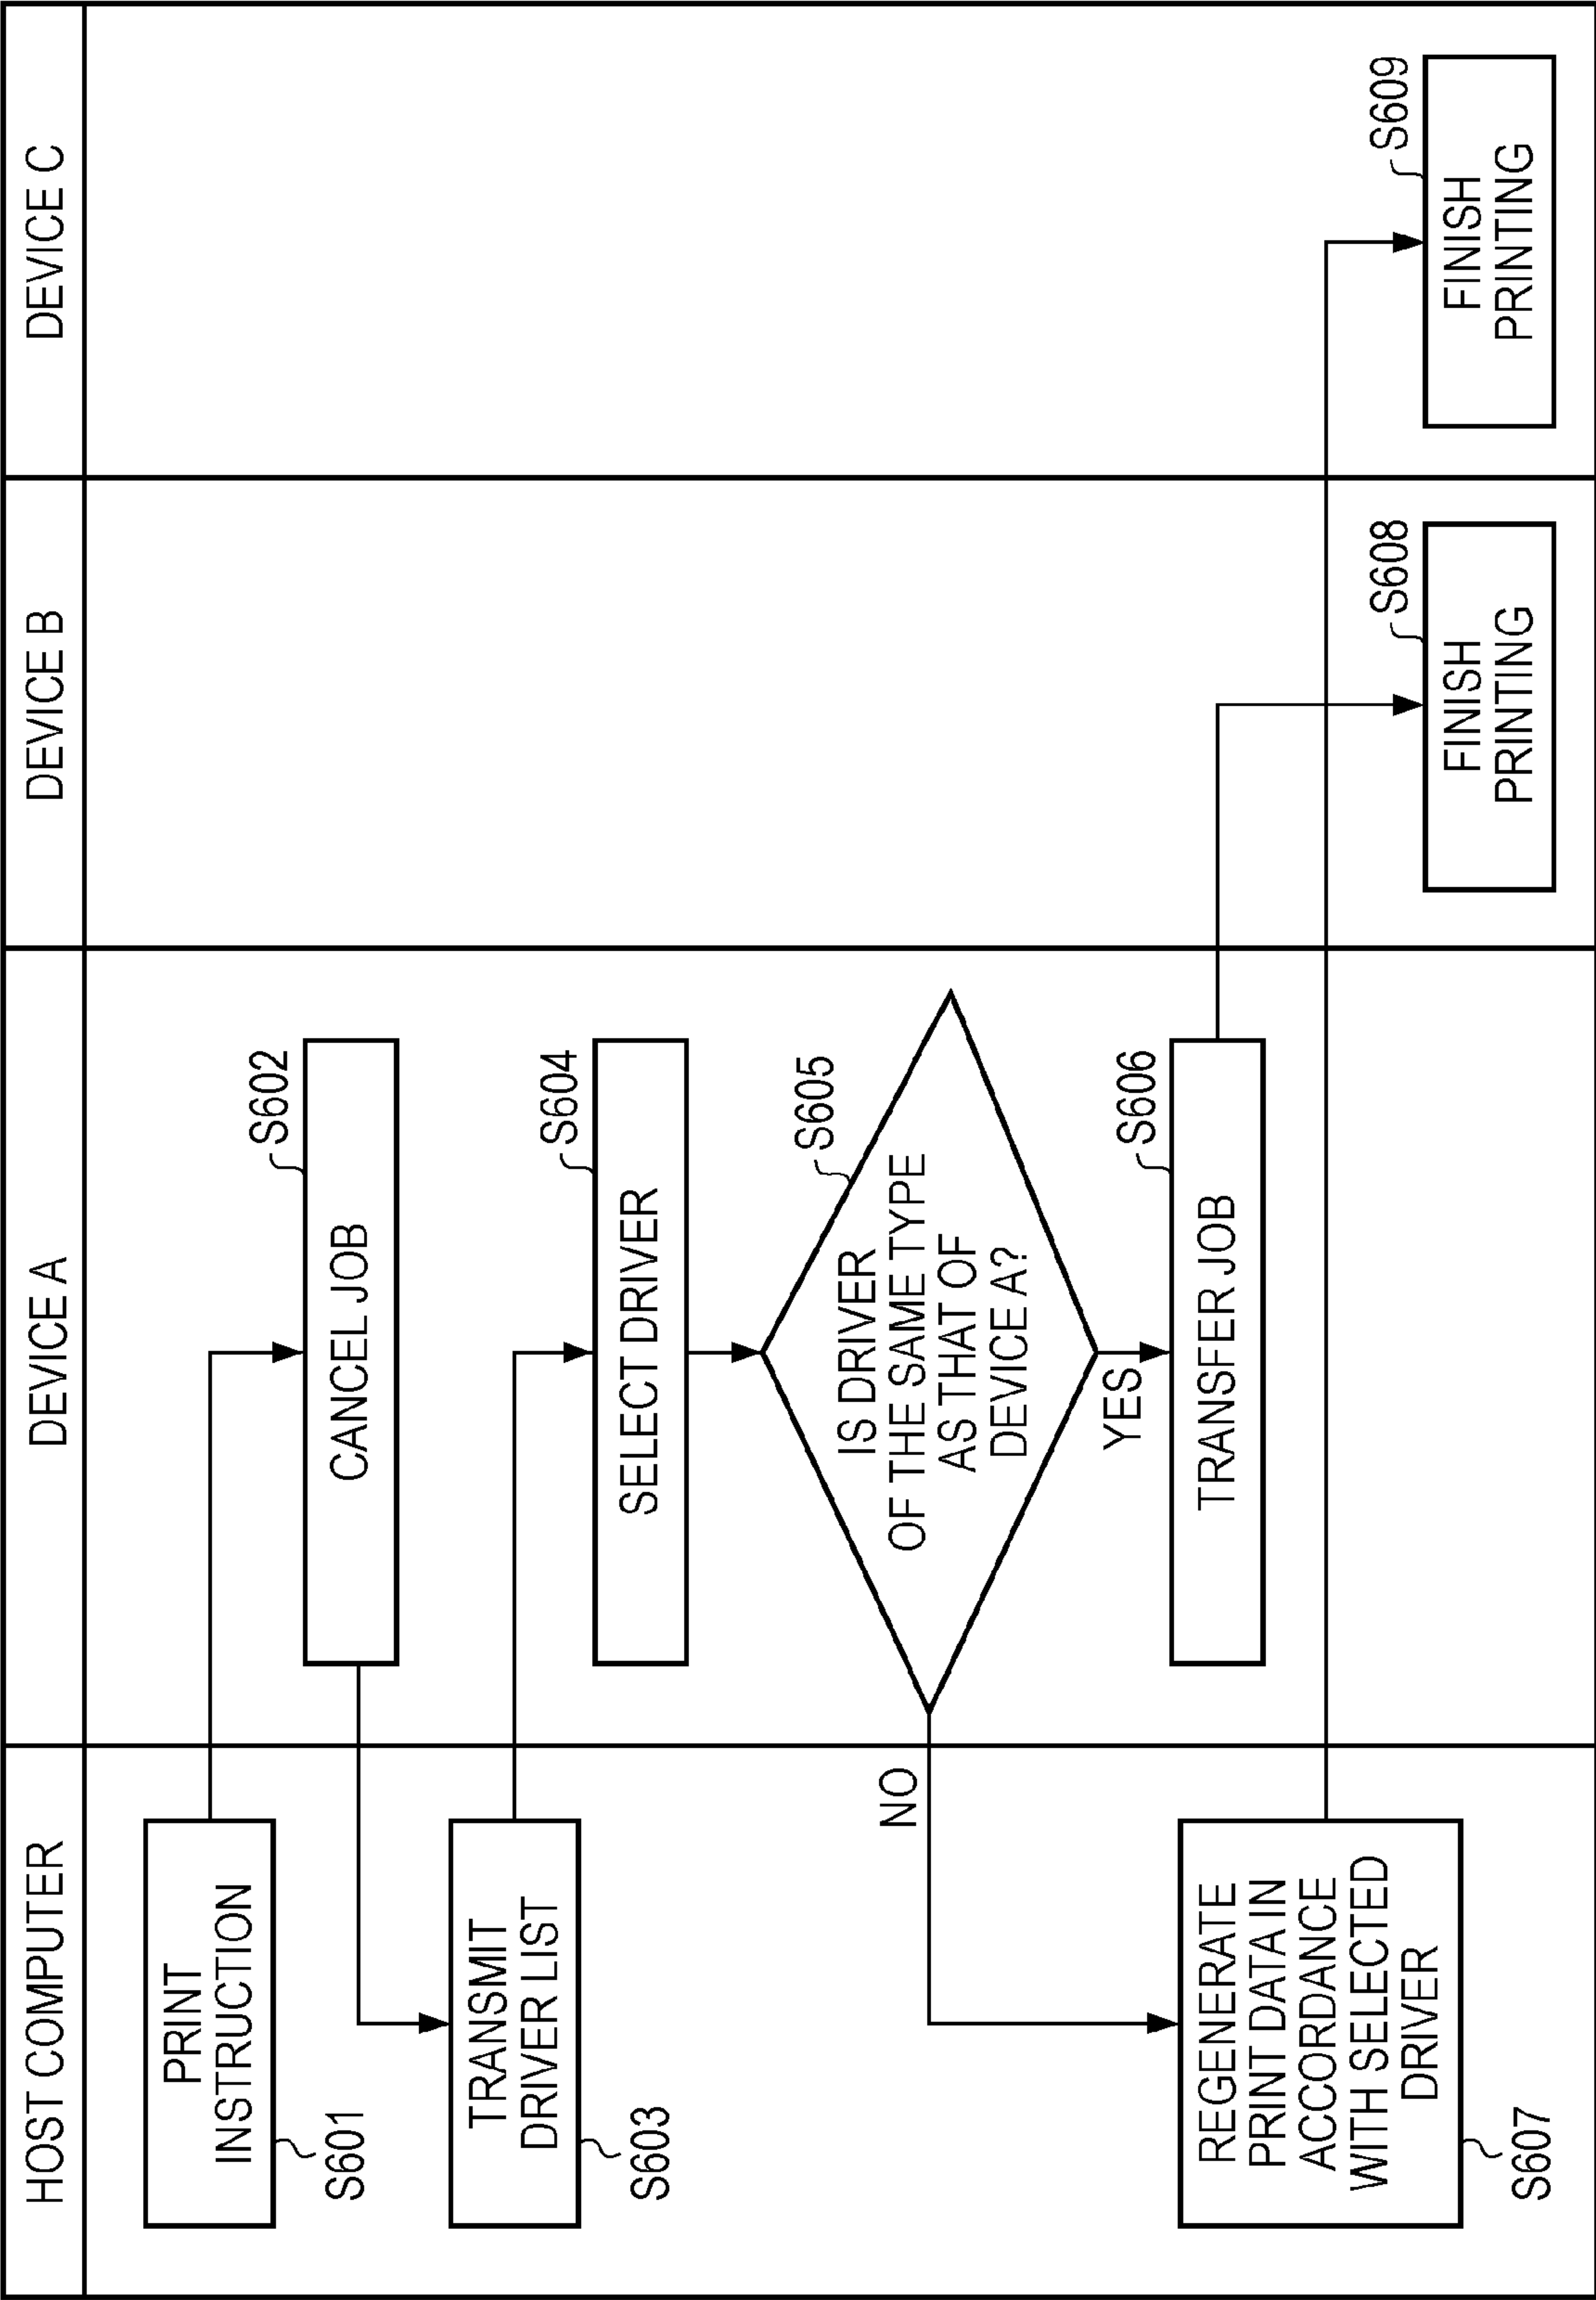 HOST COMPUTER
DEVICE A
DEVICE B
DEVICE C
PRINT
INSTRUCTION
S601
CANCEL JOB
S602
TRANSMIT
DRIVER LIST
S603
SELECT DRIVER
S604
IS DRIVER
OF THE SAME TYPE
AS THAT OF
DEVICE A?
S605
NO
YES
TRANSFER JOB
S606
REGENERATE
PRINT DATA IN
ACCORDANCE
WITH SELECTED
DRIVER
S607
FINISH
PRINTING
S608
FINISH
PRINTING
S609